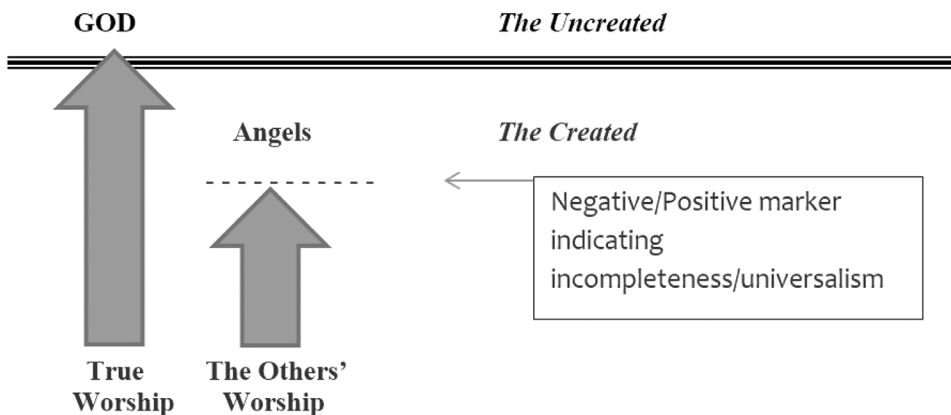 GOD
The Uncreated
Angels
The Created
Negative/Positive marker
indicating
incompleteness/universalism
True
Worship
The Others’
Worship